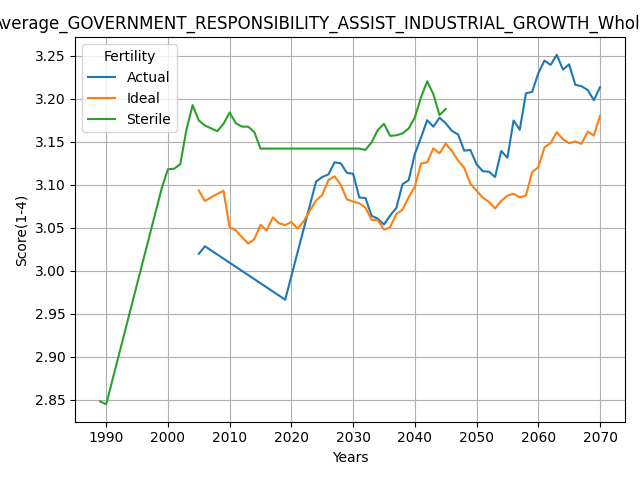 Average_GOVERNMENT_RESPONSIBILITY_ASSIST_INDUSTRIAL_GROWTH_Whol
Fertility
Actual
Ideal
Sterile
Score(1-4)
3.25
3.20
3.15
3.10
3.05
3.00
2.95
2.90
2.85
1990 2000 2010 2020 2030 2040 2050 2060 2070
Years